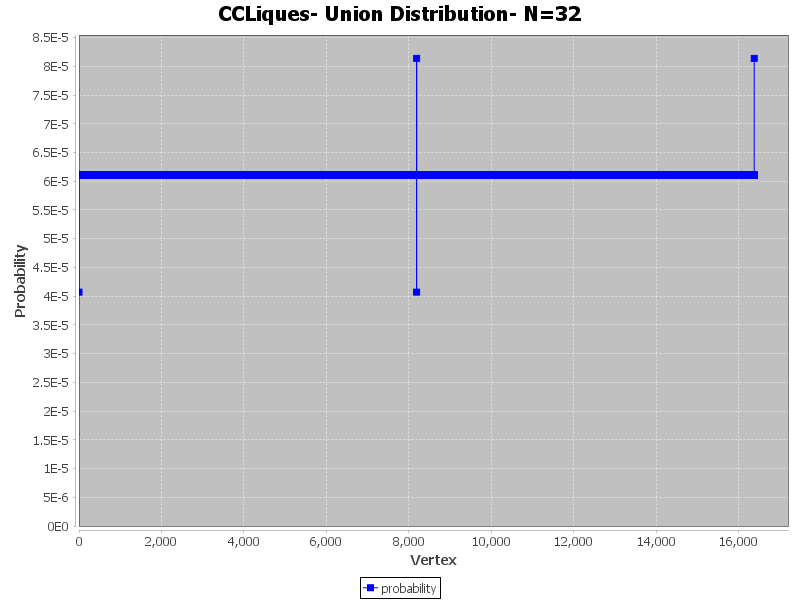 CCLiques- Union Distribution- N=32
8.5E-5
8E-5
7.5E-5
7E-5
6.5E-5
6E-5
5.5E-5
5E-5
4.5E-5
4E-5
3.5E-5
3E-5
2.5E-5
2E-5
1.5E-5
1E-5
5E-6
0E0
Probability
0 2,000 4,000 6,000 8,000 10,000 12,000 14,000 16,000
Vertex
probability